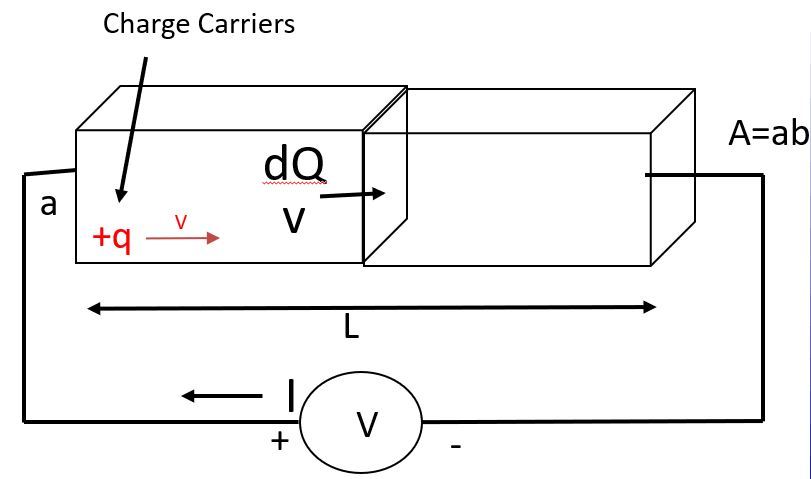 Charge Carriers
A=ab
dQ
a
v
v
+q
L
I
V
+
-